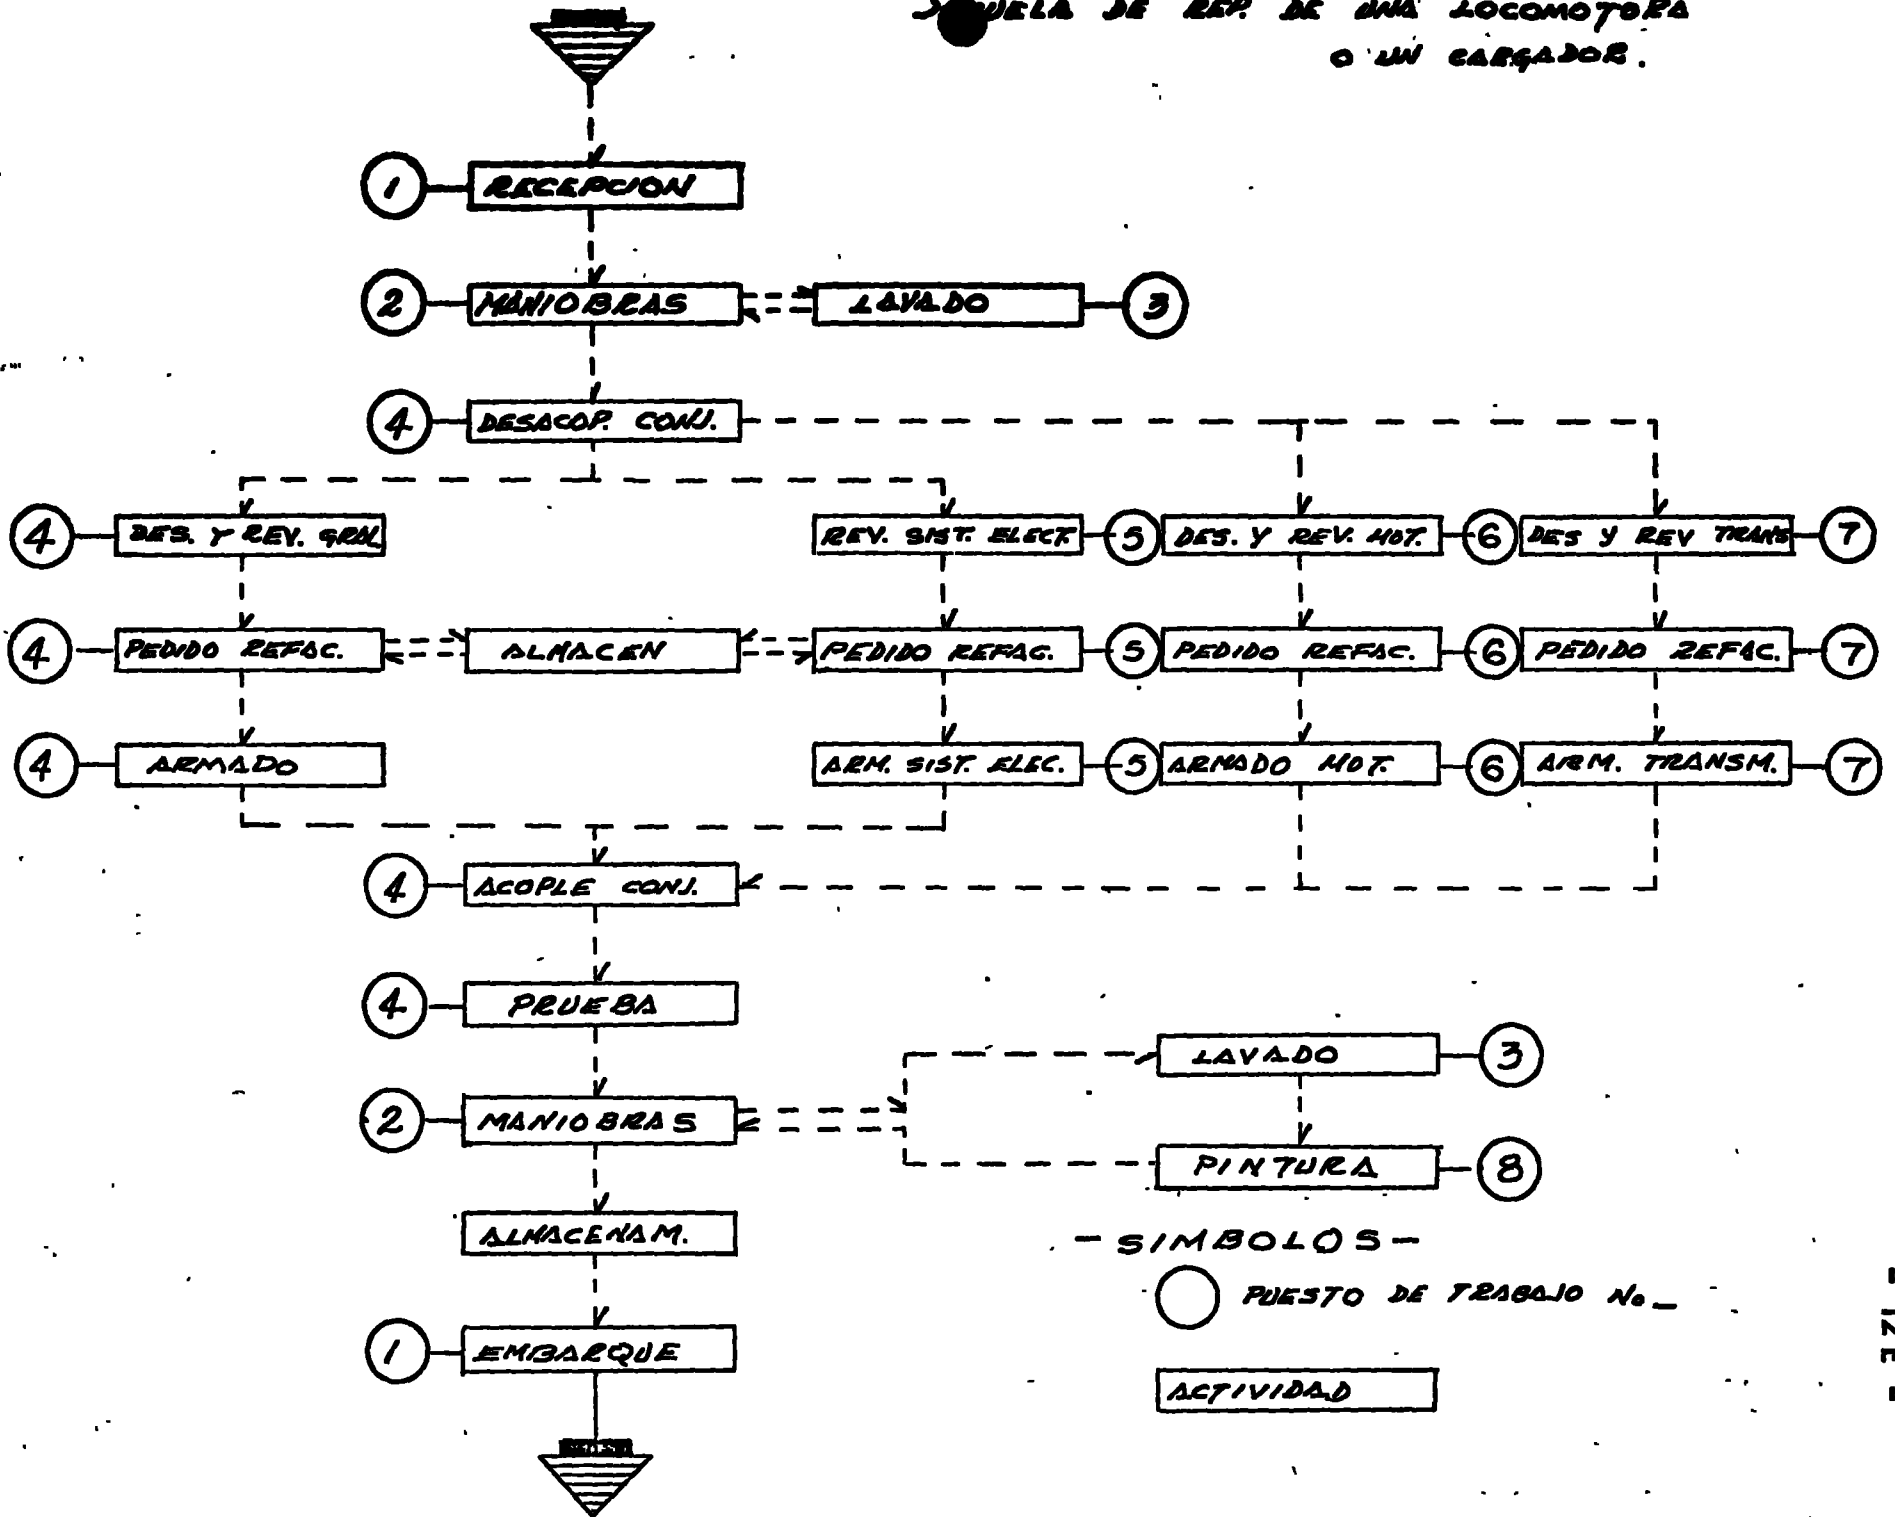 DE REP. DE UNA LOCOMOTORA
O UN CARGADOR.
1 RECEPCION
2 MANIOBRAS LAVADO 3
4 DESACOP. CONJ.
4 DES. Y REV. GRAL REV. SIST. ELECT 5 DES. Y REV. MOT. 6 DES Y REV TRANS 7
4 PEDIDO REFAC. ALMACEN PEDIDO REFAC. 5 PEDIDO REFAC. 6 PEDIDO REFAC. 7
4 ARMADO ARM. SIST. ELEC. 5 ARMADO MOT. 6 ARM. TRANSM. 7
4 ACOPLE CONJ.
4 PRUEBA
LAVADO 3
2 MANIOBRAS
PINTURA 8
ALMACENAM.
- SIMBOLOS -
PUESTO DE TRABAJO No_
1 EMBARQUE
ACTIVIDAD